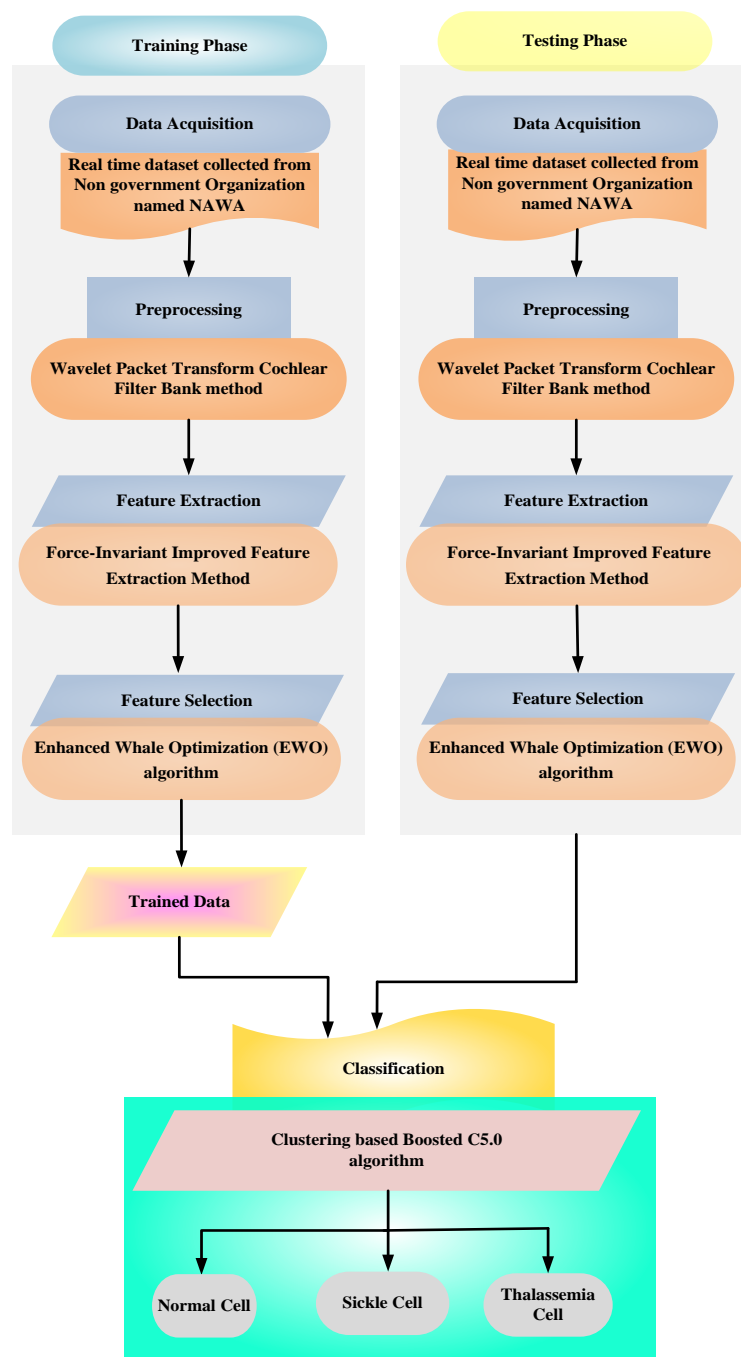 Training Phase
Data Acquisition
Real time dataset collected from
Non government Organization
named NAWA
Preprocessing
Wavelet Packet Transform Cochlear
Filter Bank method
Feature Extraction
Force-Invariant Improved Feature
Extraction Method
Feature Selection
Enhanced Whale Optimization (EWO)
algorithm
Trained Data
Testing Phase
Data Acquisition
Real time dataset collected from
Non government Organization
named NAWA
Preprocessing
Wavelet Packet Transform Cochlear
Filter Bank method
Feature Extraction
Force-Invariant Improved Feature
Extraction Method
Feature Selection
Enhanced Whale Optimization (EWO)
algorithm
Classification
Clustering based Boosted C5.0
algorithm
Normal Cell
Sickle Cell
Thalassemia
Cell